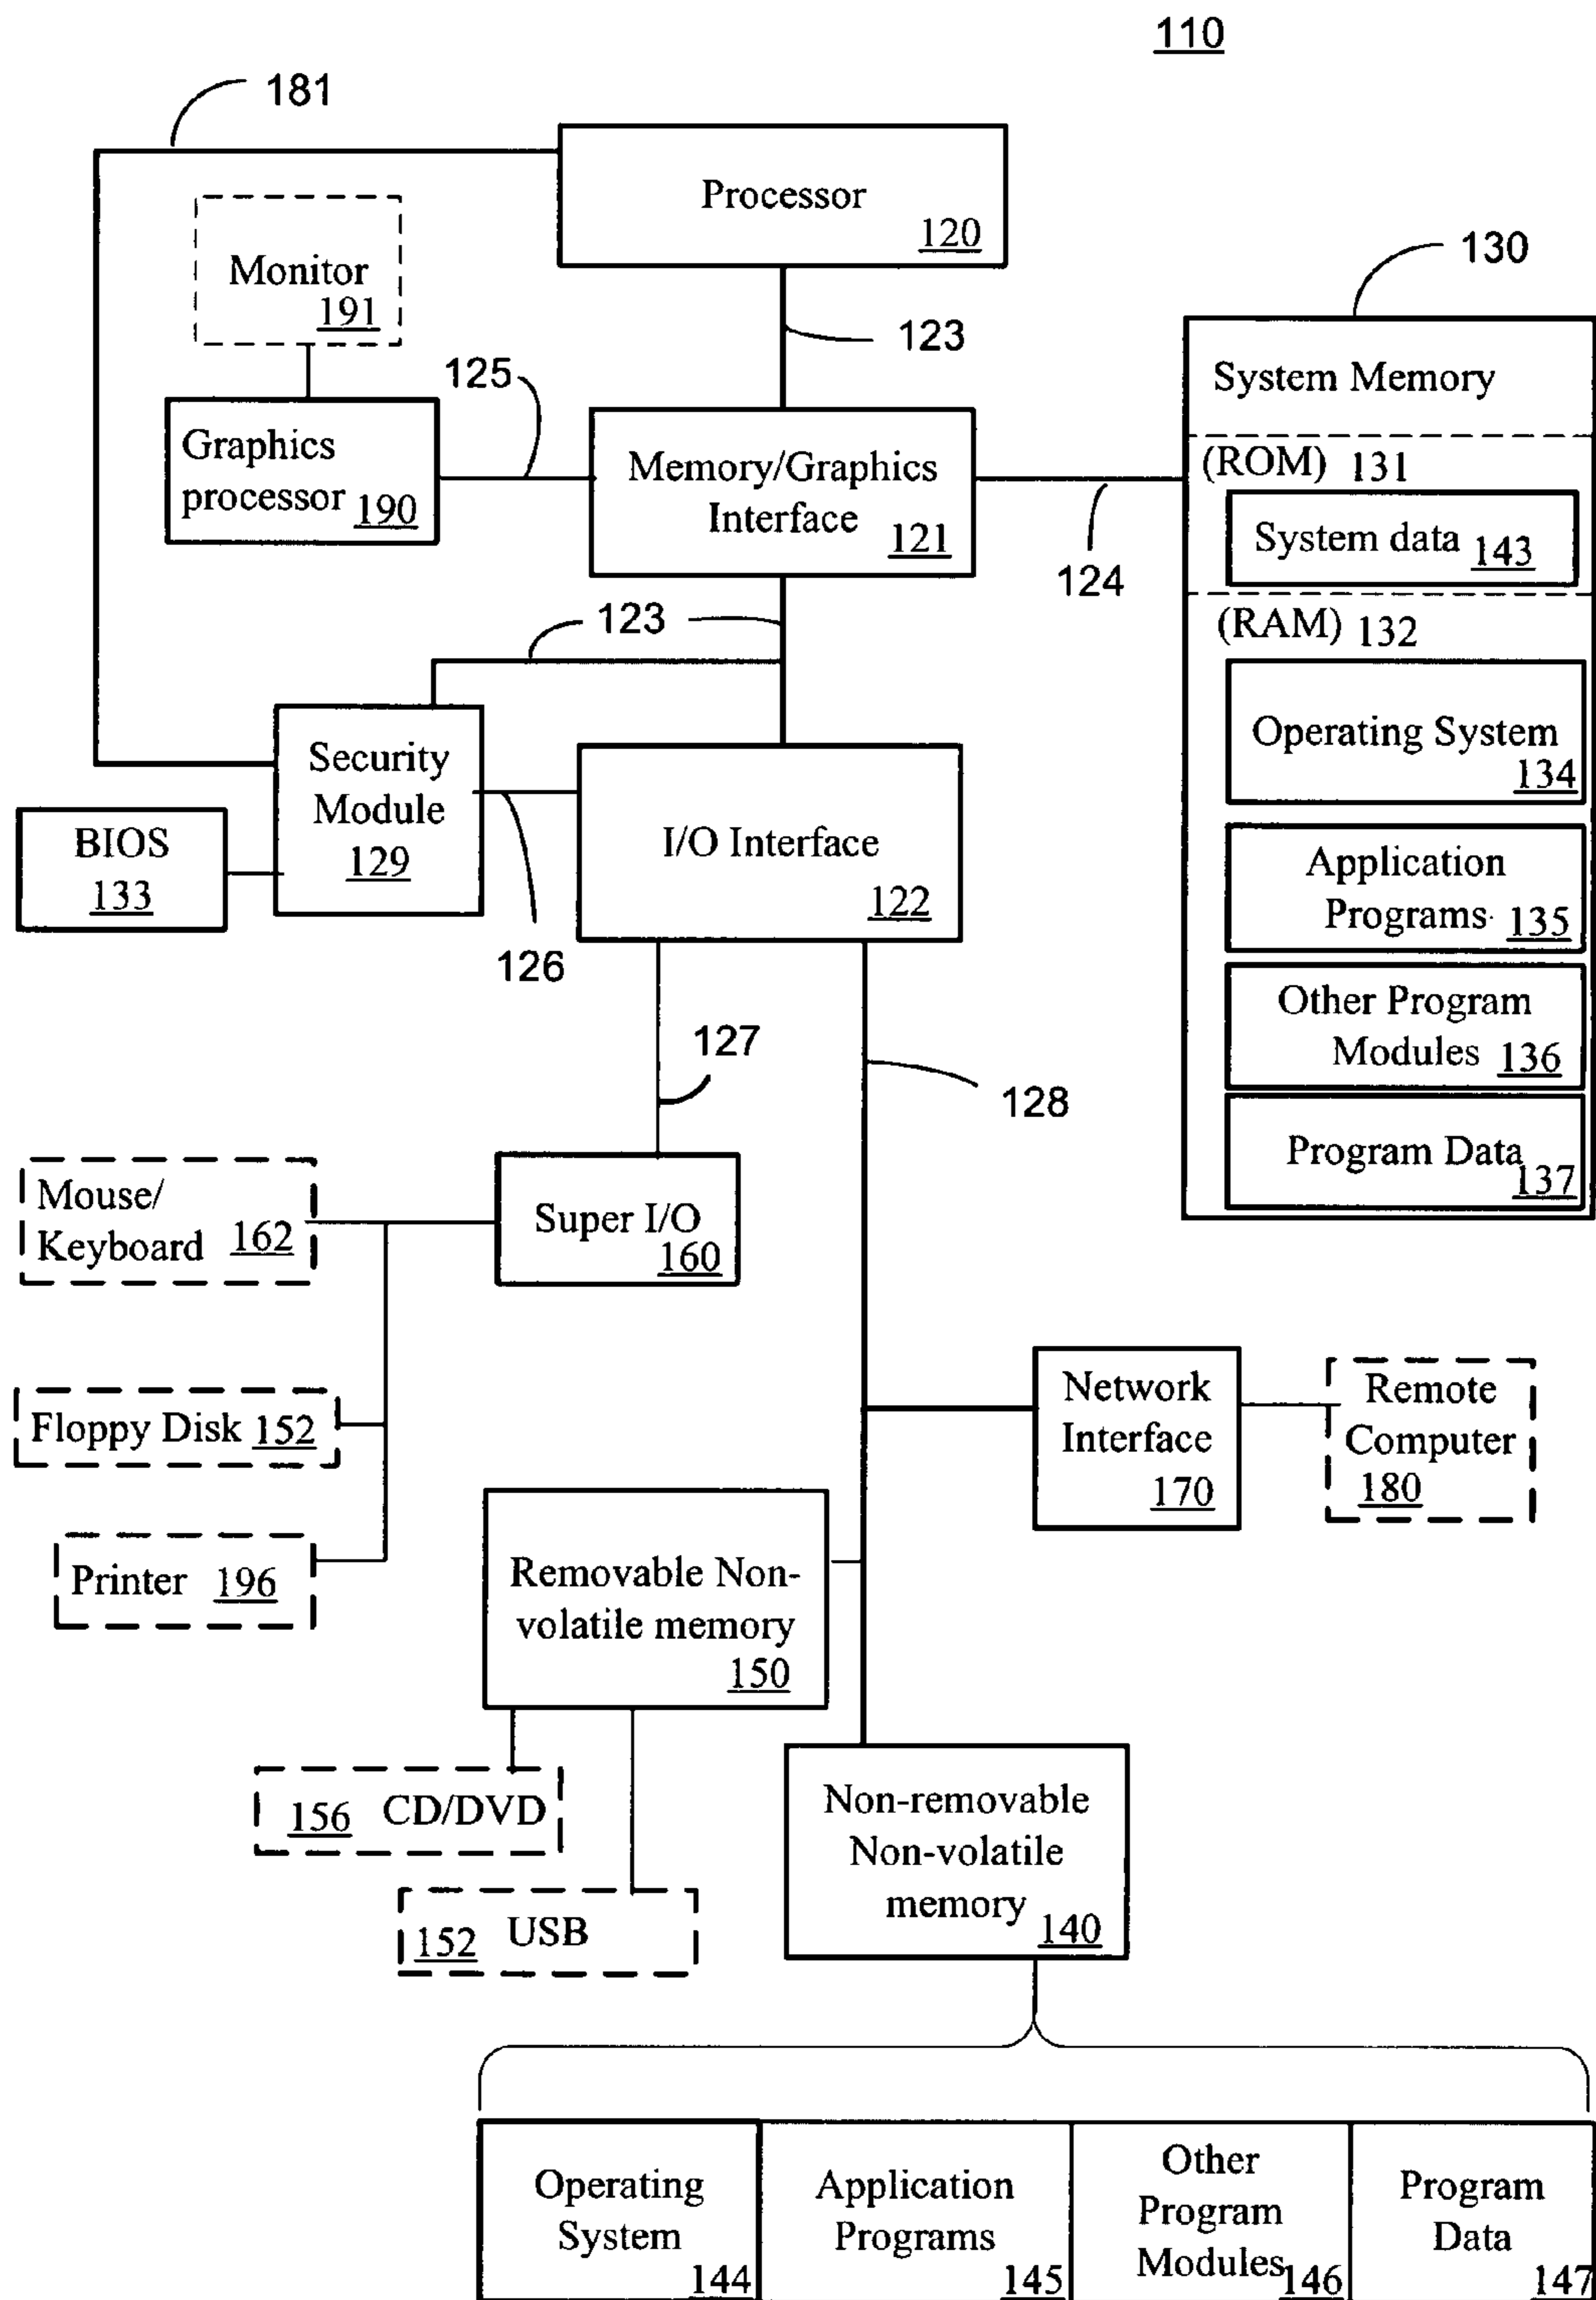 110
181
Processor
120
Monitor
191
130
123
125
System Memory
Graphics
processor 190
Memory/Graphics
Interface
121
(ROM) 131
System data 143
124
123
(RAM) 132
Security
Module
129
Operating System
134
BIOS
133
I/O Interface
122
Application
Programs 135
126
Other Program
Modules 136
127
128
Program Data
137
Mouse/
Keyboard 162
Super I/O
160
Network
Interface
170
Remote
Computer
180
Floppy Disk 152
Printer 196
Removable Non-
volatile memory
150
156 CD/DVD
Non-removable
Non-volatile
memory
140
152 USB
Operating
System
144
Application
Programs
145
Other
Program
Modules
146
Program
Data
147